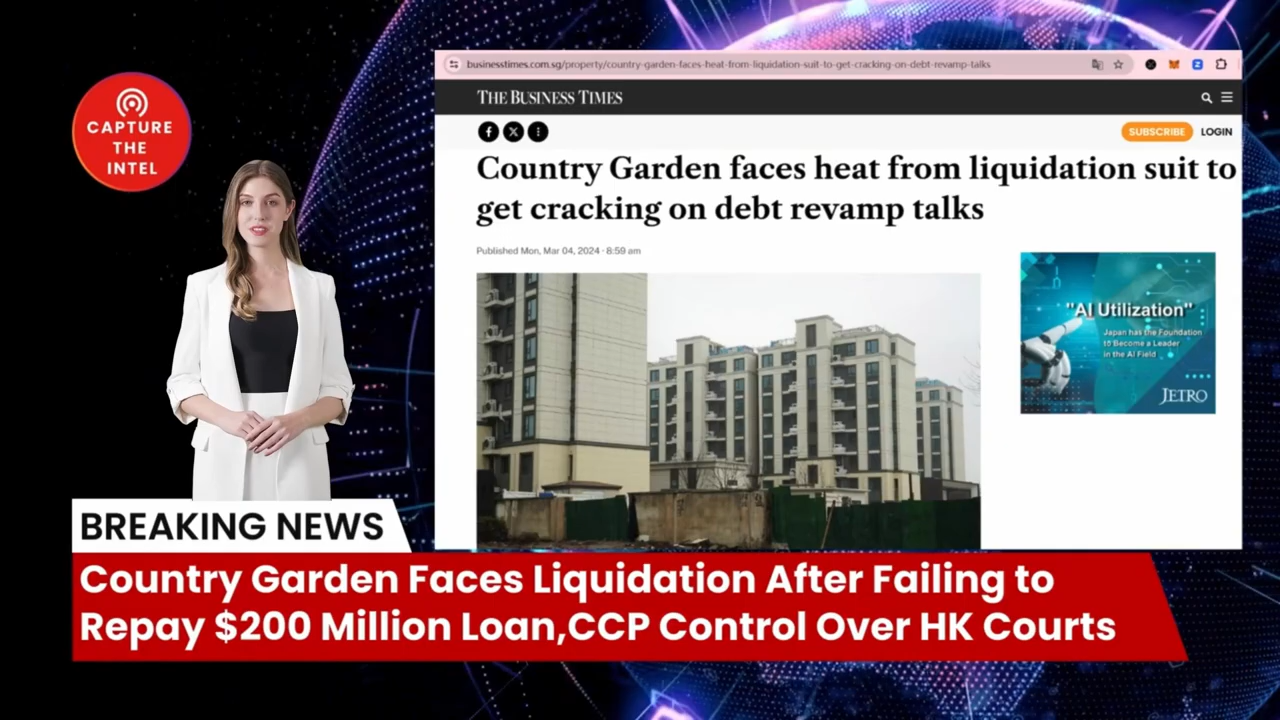 CAPTURE
THE
INTEL
businesstimes.com.sg/property/country-garden-faces-heat-from-liquidation-suit-to-get-cracking-on-debt-revamp-talks
THE BUSINESS TIMES
SUBSCRIBE LOGIN
Country Garden faces heat from liquidation suit to
get cracking on debt revamp talks
Published Mon, Mar 04, 2024 · 8:59 am
"AI Utilization"
Japan has the Foundation
to Become a Leader
in the AI Field
JETRO
BREAKING NEWS
Country Garden Faces Liquidation After Failing to
Repay $200 Million Loan,CCP Control Over HK Courts